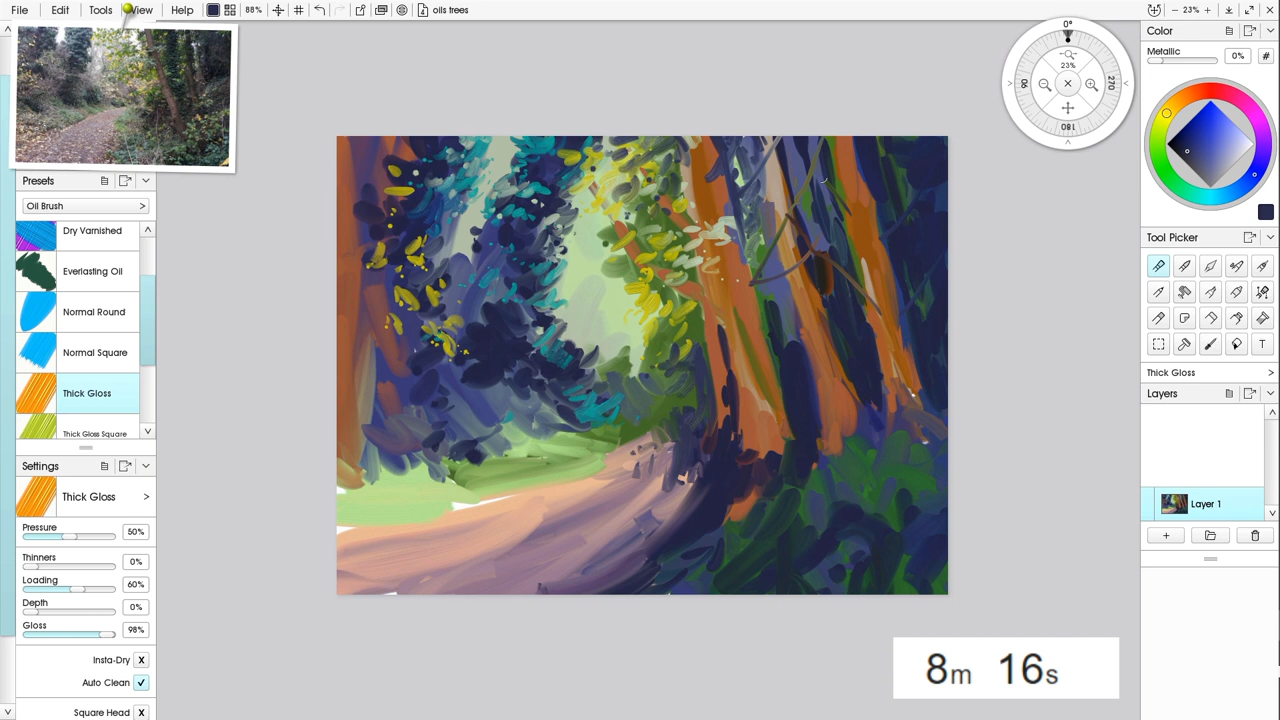 File Edit Tools View Help 88% oils trees 23%
Color
Metallic 0% #
0°
23%
90 270
180
Presets
Oil Brush >
Dry Varnished
Everlasting Oil
Normal Round
Normal Square
Thick Gloss
Thick Gloss Square
Tool Picker
T
Thick Gloss >
Layers
Layer 1
Settings
Thick Gloss >
Pressure 50%
Thinners 0%
Loading 60%
Depth 0%
Gloss 98%
Insta-Dry X
Auto Clean ✓
Square Head X
8m 16s